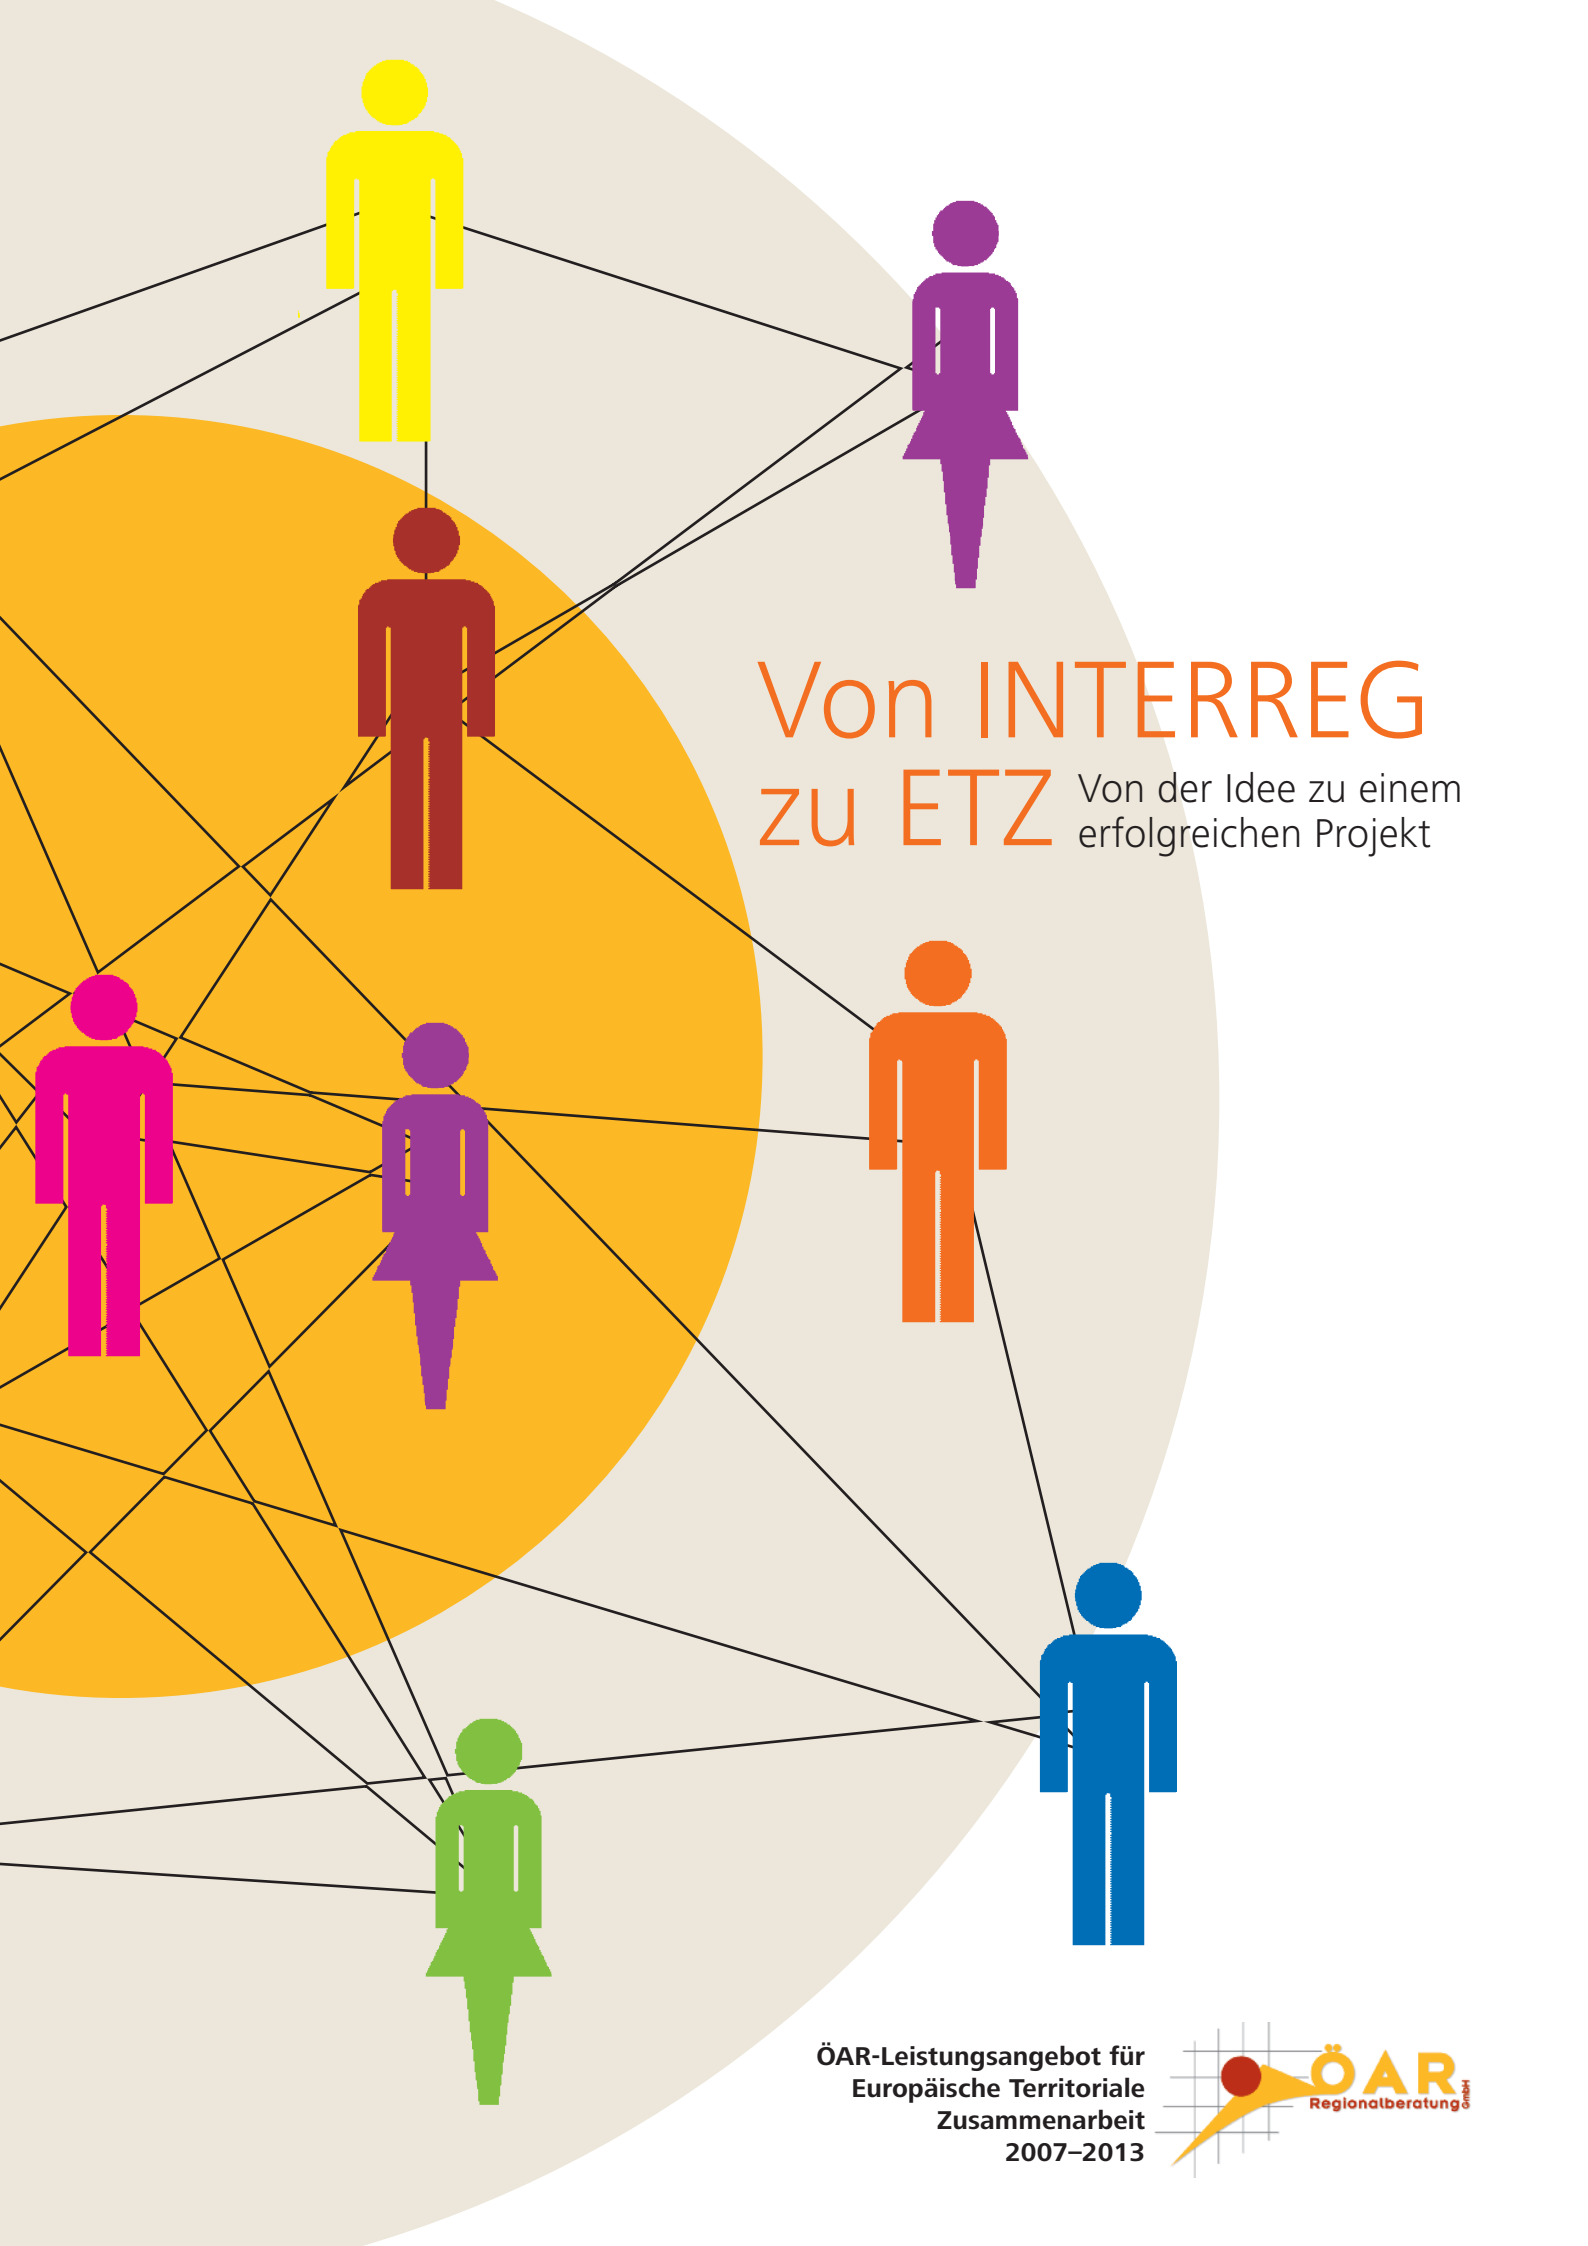 Von INTERREG
zu ETZ
Von der Idee zu einem
erfolgreichen Projekt
ÖAR-Leistungsangebot für
Europäische Territoriale
Zusammenarbeit
2007–2013
ÖAR
Regionalberatung GmbH